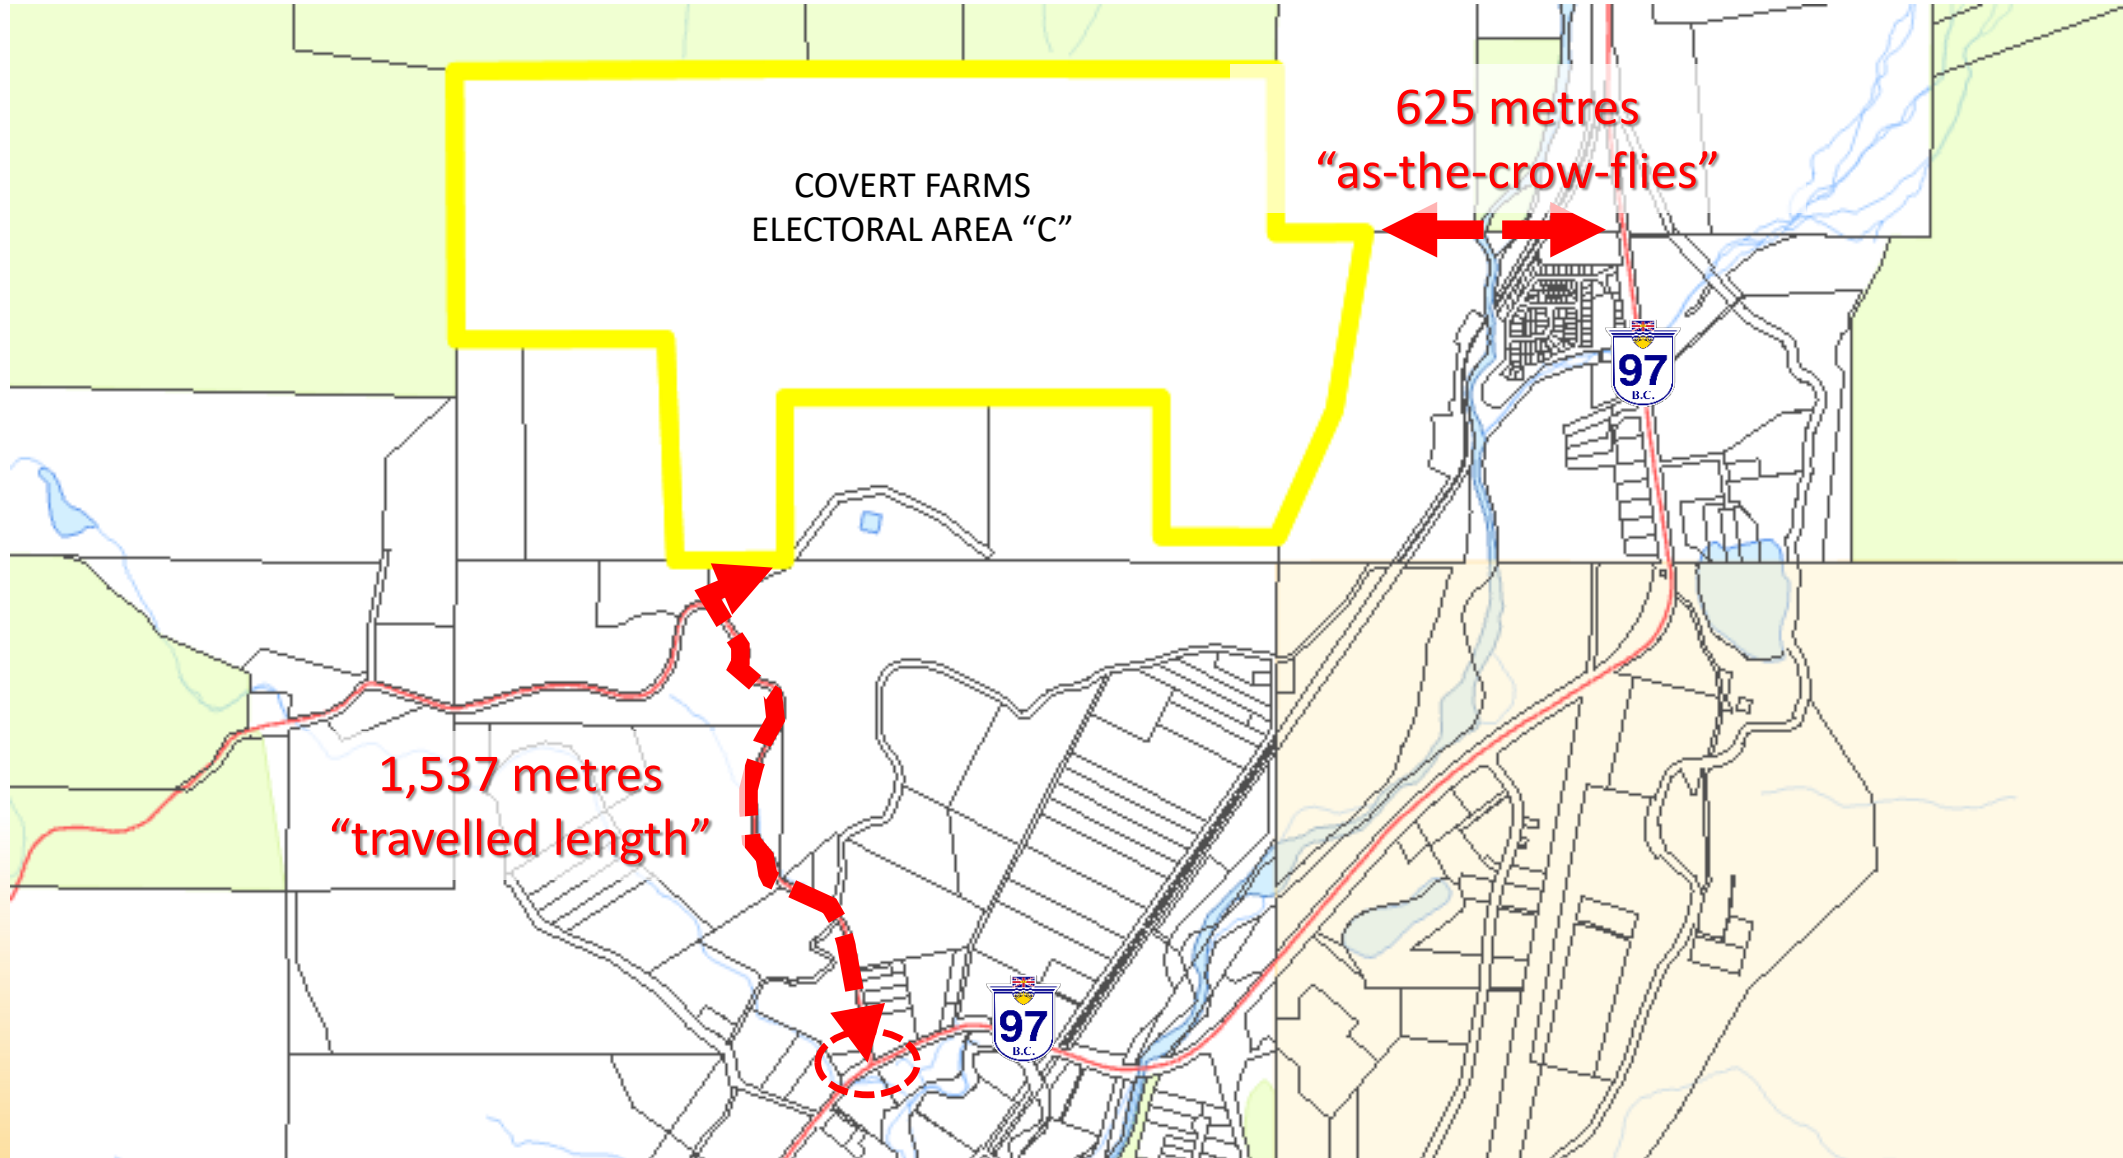 625 metres
“as-the-crow-flies”
COVERT FARMS
ELECTORAL AREA “C”
97
B.C.
1,537 metres
“travelled length”
97
B.C.